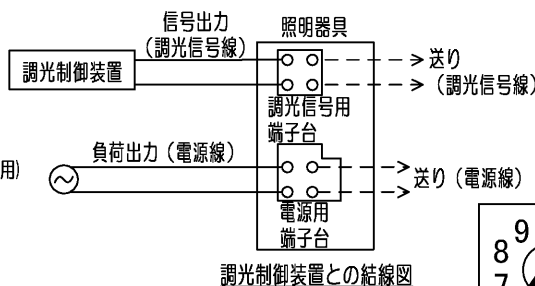 信号出力
（調光信号線）
照明器具
調光制御装置
送り
（調光信号線）
調光信号用
端子台
負荷出力（電源線）
用)
送り（電源線）
電源用
端子台
調光制御装置との結線図
9
8
7